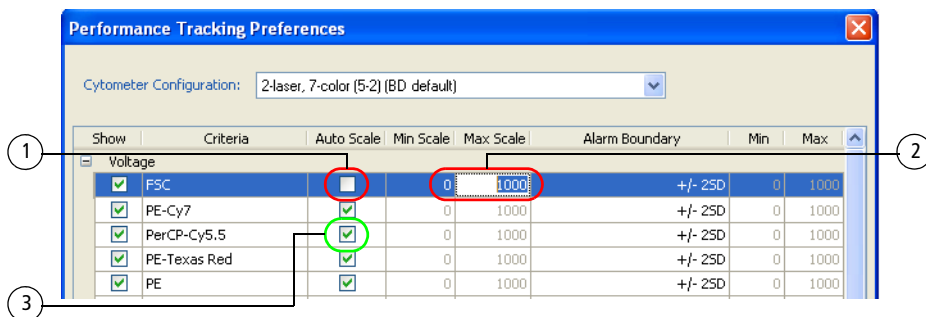 Performance Tracking Preferences
Cytometer Configuration: 2-laser, 7-color (5-2) (BD default)
Show Criteria Auto Scale Min Scale Max Scale Alarm Boundary Min Max
1
2
Voltage
FSC 0 1000 +/- 2SD 0 1000
PE-Cy7 0 1000 +/- 2SD 0 1000
PerCP-Cy5.5 0 1000 +/- 2SD 0 1000
PE-Texas Red 0 1000 +/- 2SD 0 1000
PE 0 1000 +/- 2SD 0 1000
3